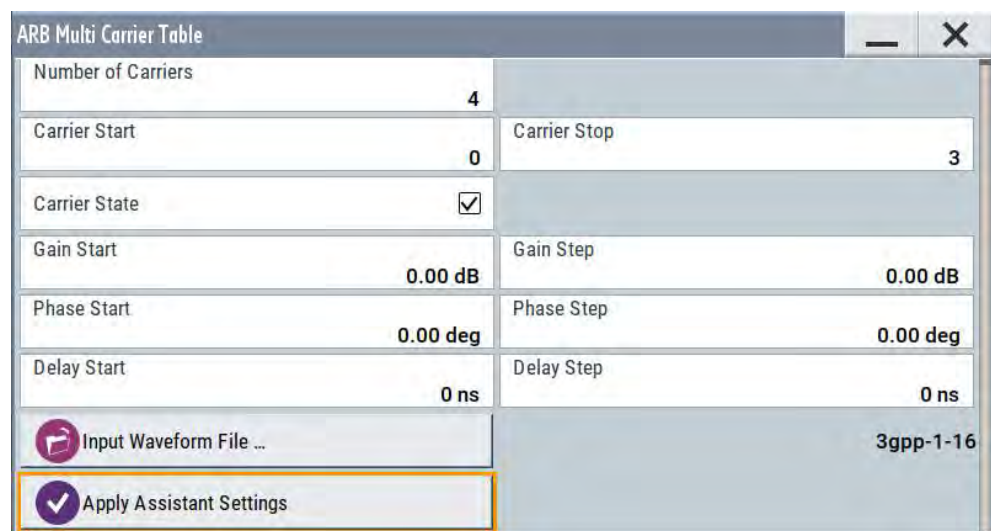 ARB Multi Carrier Table
Number of Carriers
4
Carrier Start
0
Carrier Stop
3
Carrier State
Gain Start
0.00 dB
Gain Step
0.00 dB
Phase Start
0.00 deg
Phase Step
0.00 deg
Delay Start
0 ns
Delay Step
0 ns
Input Waveform File ...
3gpp-1-16
Apply Assistant Settings